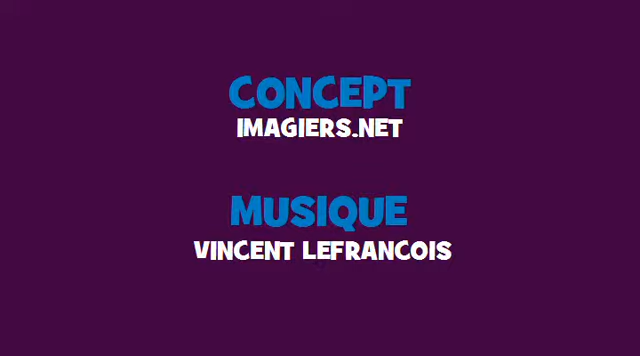 CONCEPT
IMAGIERS.NET
MUSIQUE
VINCENT LEFRANCOIS